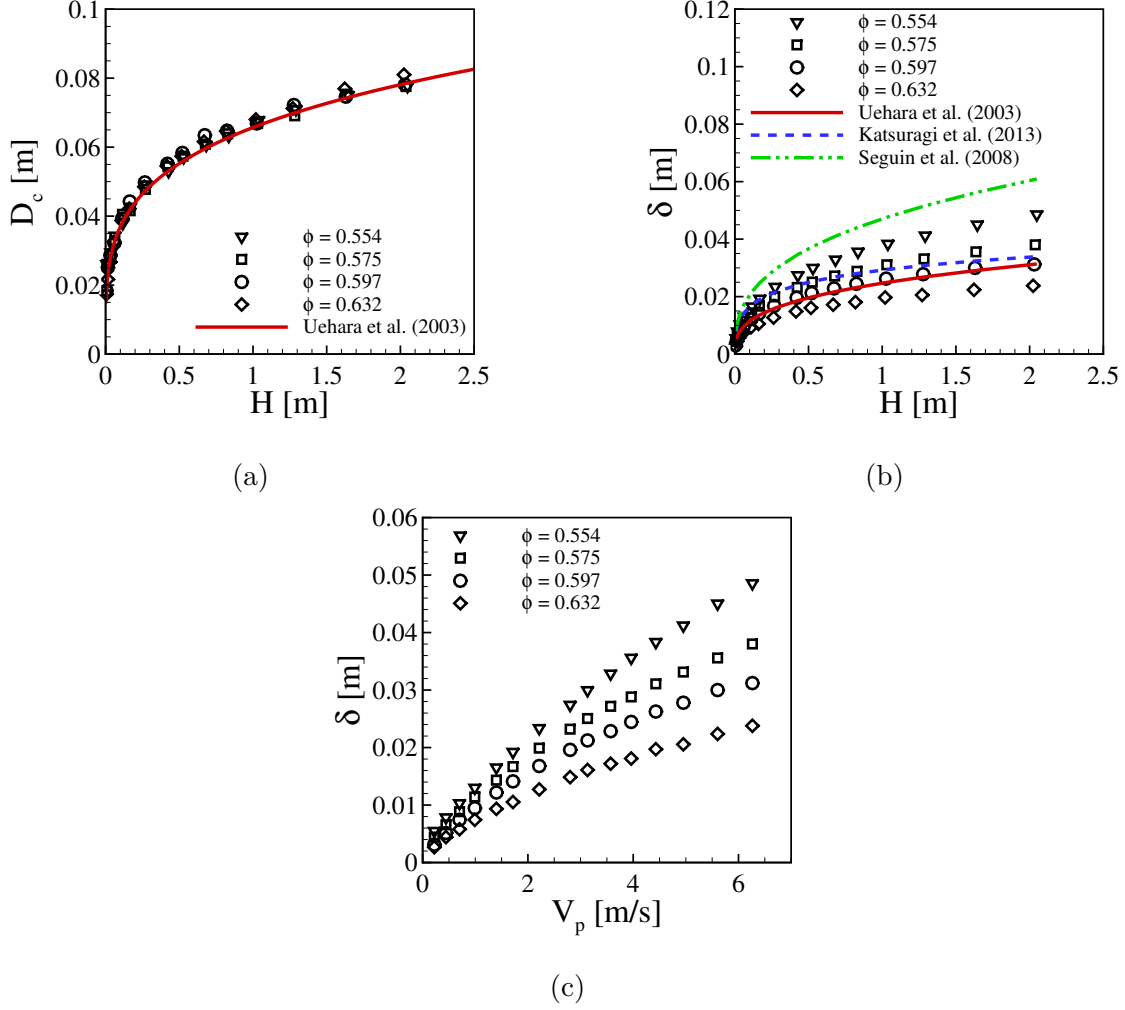 0.1
0.08
0.06
0.04
0.02
0
D_c [m]
ϕ = 0.554
ϕ = 0.575
ϕ = 0.597
ϕ = 0.632
Uehara et al. (2003)
0 0.5 1 1.5 2 2.5
H [m]
(a)
0.12
0.1
0.08
0.06
0.04
0.02
0
δ [m]
ϕ = 0.554
ϕ = 0.575
ϕ = 0.597
ϕ = 0.632
Uehara et al. (2003)
Katsuragi et al. (2013)
Seguin et al. (2008)
0 0.5 1 1.5 2 2.5
H [m]
(b)
0.06
0.05
0.04
0.03
0.02
0.01
0
δ [m]
ϕ = 0.554
ϕ = 0.575
ϕ = 0.597
ϕ = 0.632
0 2 4 6
V_p [m/s]
(c)